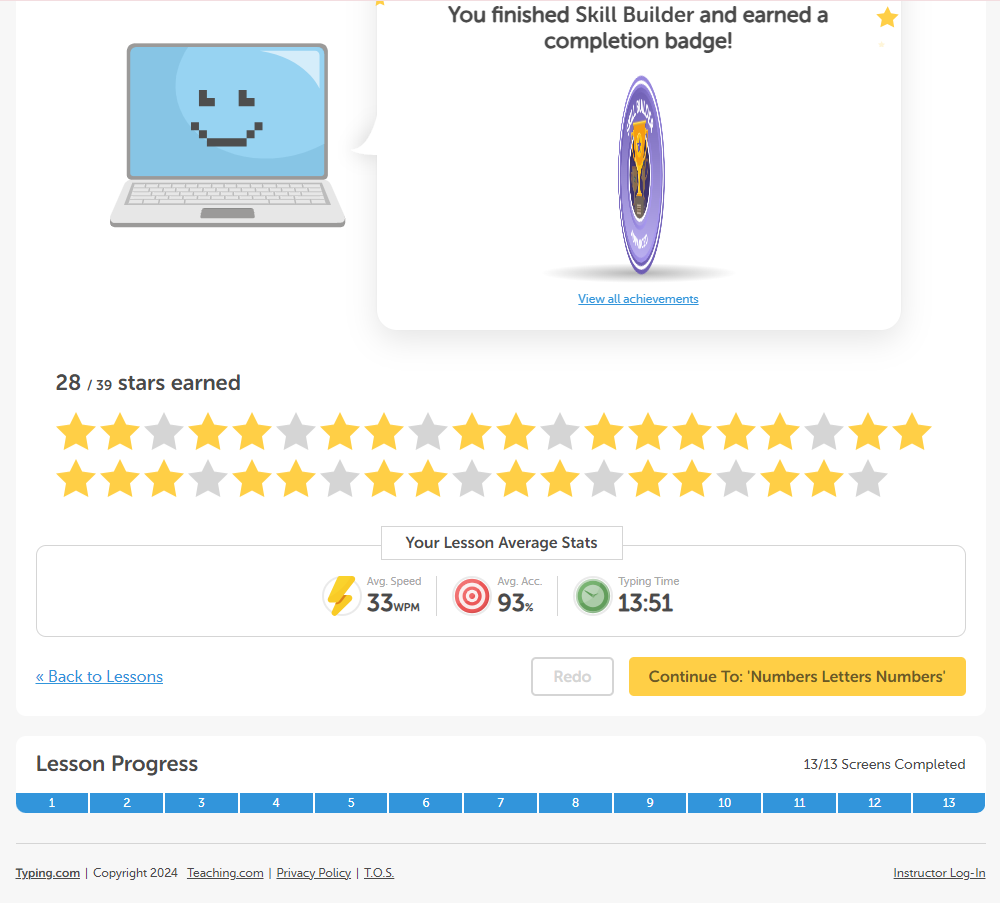 You finished Skill Builder and earned a
completion badge!
View all achievements
28 / 39 stars earned
Your Lesson Average Stats
Avg. Speed
33WPM
Avg. Acc.
93%
Typing Time
13:51
« Back to Lessons
Redo
Continue To: 'Numbers Letters Numbers'
Lesson Progress
13/13 Screens Completed
1 2 3 4 5 6 7 8 9 10 11 12 13
Typing.com | Copyright 2024 Teaching.com | Privacy Policy | T.O.S.
Instructor Log-In